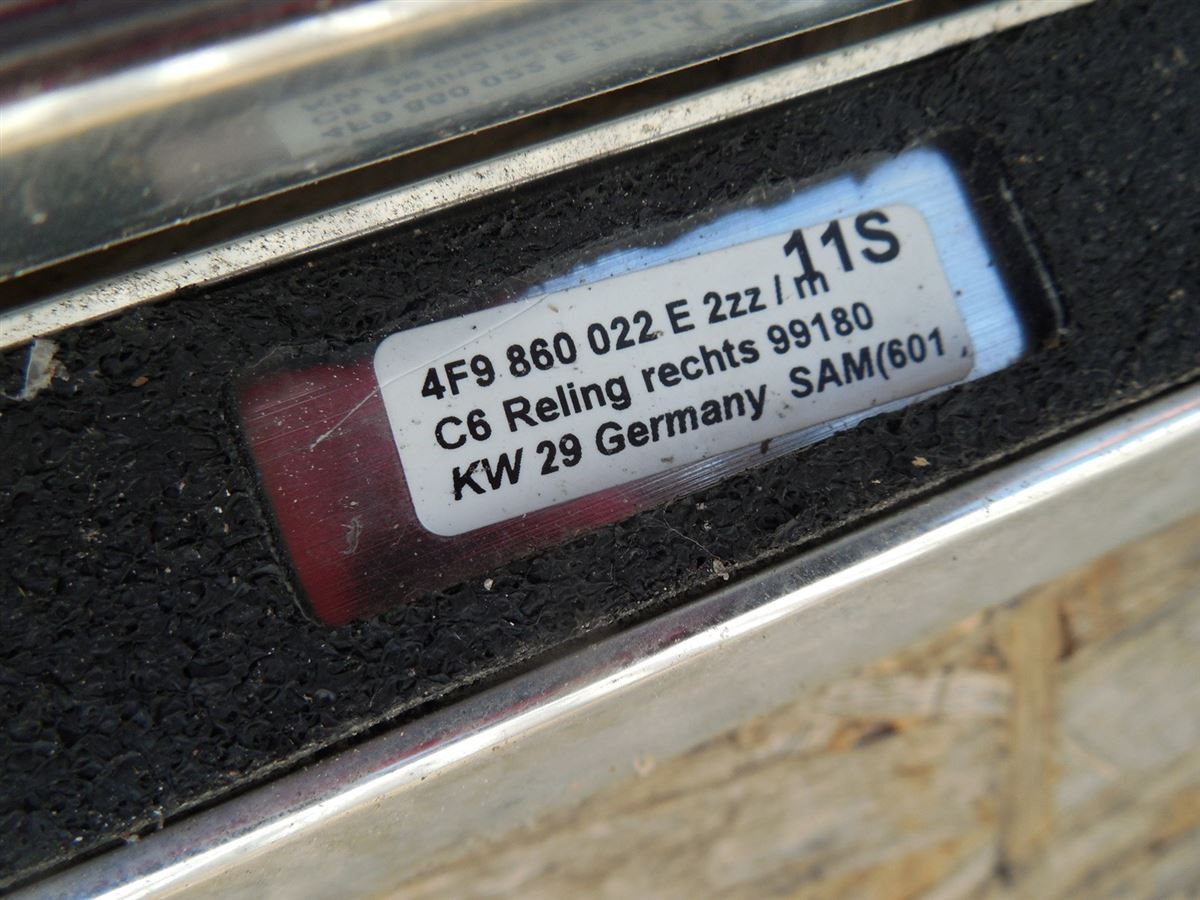 11S
4F9 860 022 E 2zz / m
C6 Reling rechts 99180
KW 29 Germany SAM(601